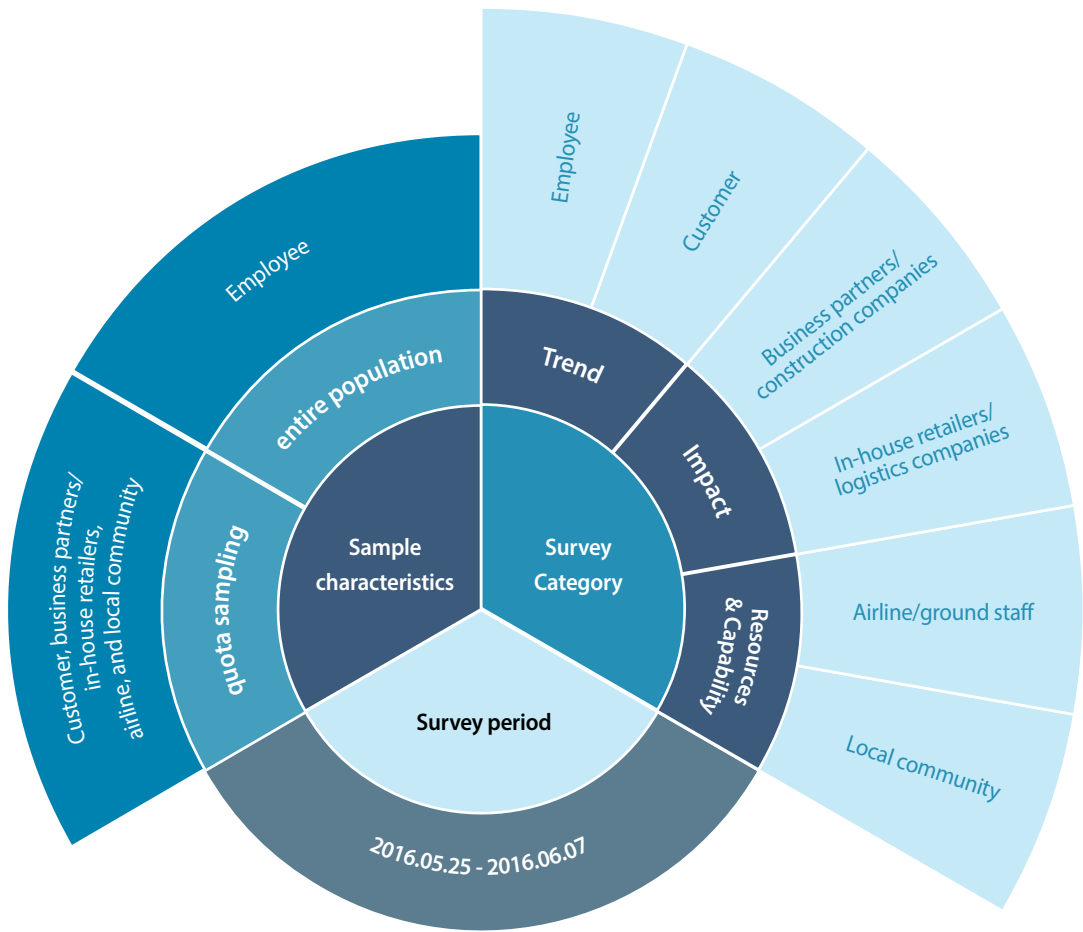 Employee
Customer
Business partners/
construction companies
In-house retailers/
logistics companies
Airline/ground staff
Local community
Trend
Impact
Resources
& Capability
Survey
Category
Employee
entire population
Sample
characteristics
quota sampling
Customer, business partners/
in-house retailers,
airline, and local community
Survey period
2016.05.25 - 2016.06.07